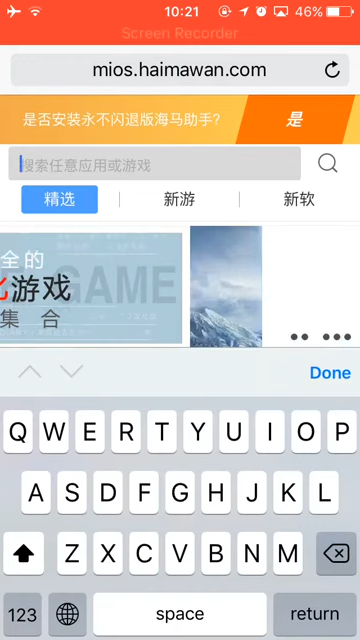 10:21
46%
Screen Recorder
mios.haimawan.com
是否安装永不闪退版海马助手?
是
搜索任意应用或游戏
精选
新游
新软
全的
游戏
GAME
集 合
Done
Q W E R T Y U I O P
A S D F G H J K L
Z X C V B N M
123
space
return